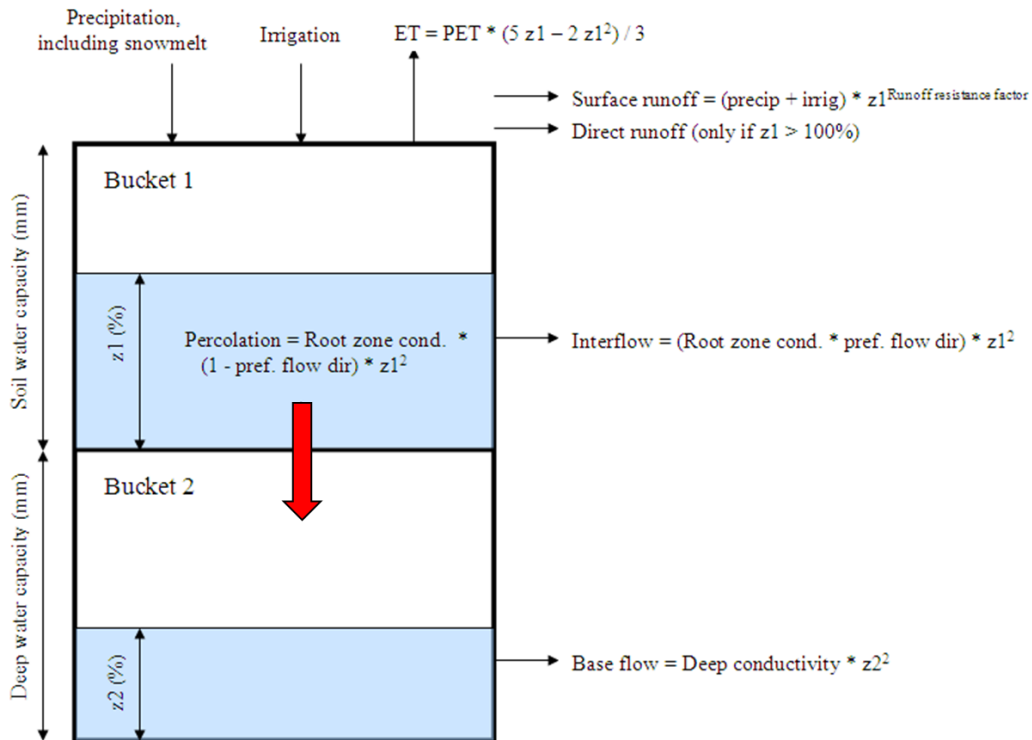 Precipitation,
including snowmelt
Irrigation
ET = PET * (5 z1 – 2 z1²) / 3
Surface runoff = (precip + irrig) * z1^Runoff resistance factor
Direct runoff (only if z1 > 100%)
Soil water capacity (mm)
Bucket 1
z1 (%)
Percolation = Root zone cond. *
(1 - pref. flow dir) * z1²
Interflow = (Root zone cond. * pref. flow dir) * z1²
Deep water capacity (mm)
Bucket 2
z2 (%)
Base flow = Deep conductivity * z2²